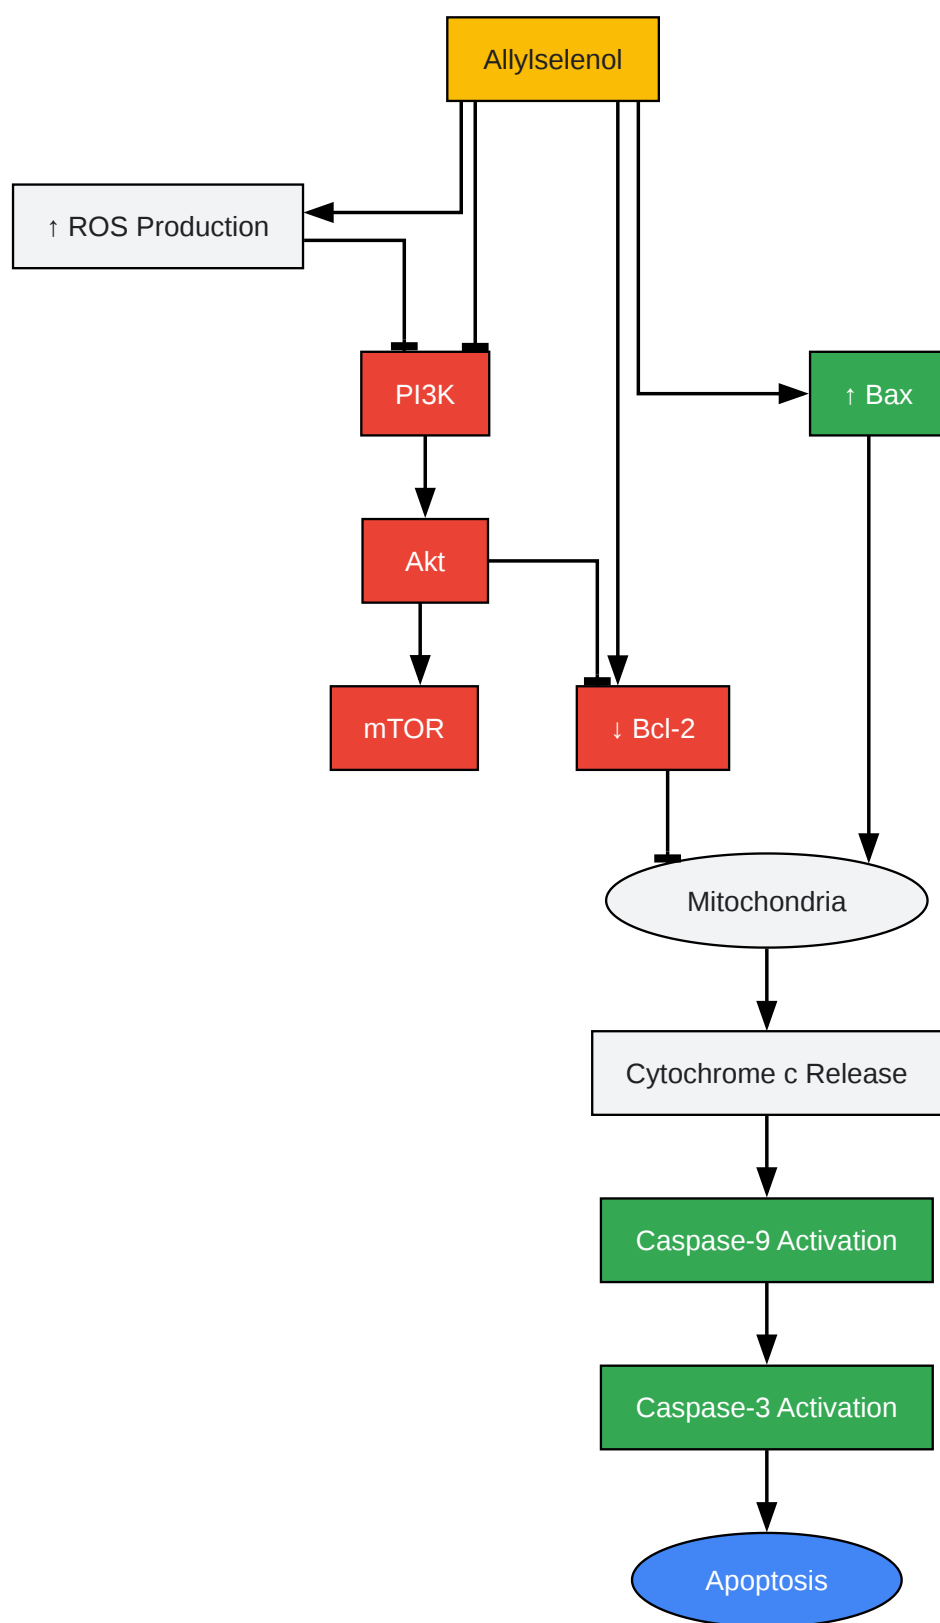 Allylselenol
↑ ROS Production
PI3K
↑ Bax
Akt
mTOR
↓ Bcl-2
Mitochondria
Cytochrome c Release
Caspase-9 Activation
Caspase-3 Activation
Apoptosis